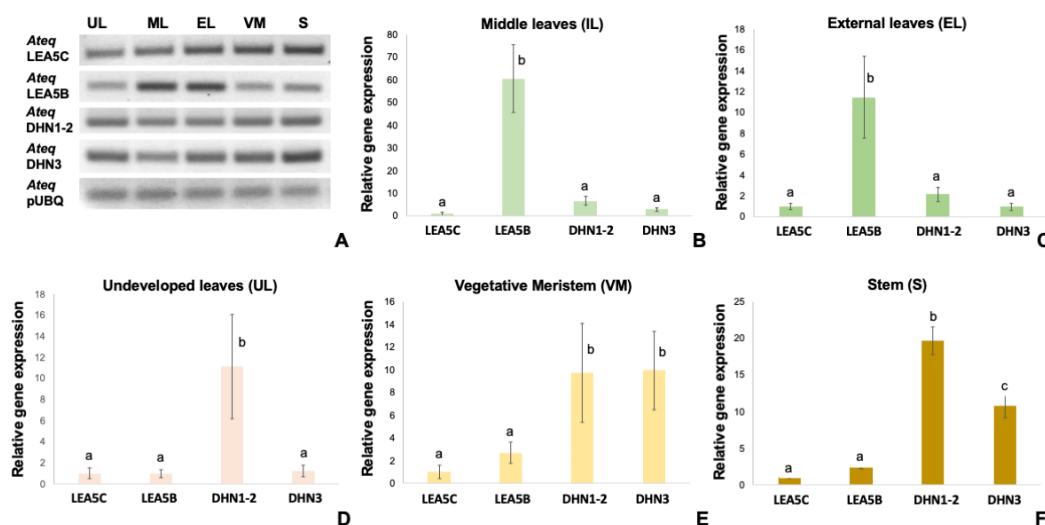 UL ML EL VM S
Ateq
LEA5C
Ateq
LEA5B
Ateq
DHN1-2
Ateq
DHN3
Ateq
pUBQ
A
Middle leaves (IL)
Relative gene expression
80
70
60
50
40
30
20
10
0
a
b
a
a
LEA5C LEA5B DHN1-2 DHN3
B
External leaves (EL)
Relative gene expression
18
16
14
12
10
8
6
4
2
0
a
b
a
a
LEA5C LEA5B DHN1-2 DHN3
C
Undeveloped leaves (UL)
Relative gene expression
18
16
14
12
10
8
6
4
2
0
a
a
b
a
LEA5C LEA5B DHN1-2 DHN3
D
Vegetative Meristem (VM)
Relative gene expression
16
14
12
10
8
6
4
2
0
a
a
b
b
LEA5C LEA5B DHN1-2 DHN3
E
Stem (S)
Relative gene expression
25
20
15
10
5
0
a
a
b
c
LEA5C LEA5B DHN1-2 DHN3
F